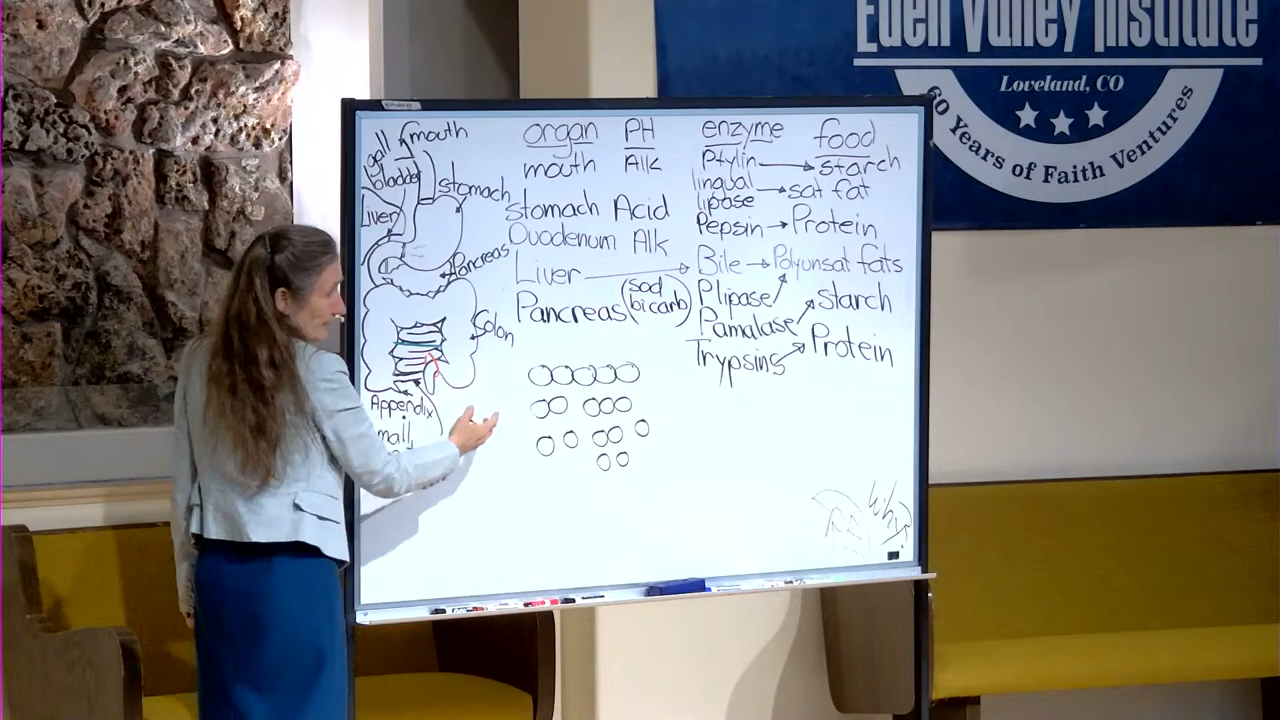 Eden Valley Institute
Loveland, CO
60 Years of Faith Ventures
mouth
gall
bladder
stomach
Liver
Pancreas
Colon
Appendix
organ PH enzyme food
mouth Alk Ptylin starch
lingual
lipase sat fat
Stomach Acid Pepsin Protein
Duodenum Alk
Liver Bile Polyunsat fats
Pancreas (sod
bicarb) Plipase
Pamalase starch
Trypsins Protein
Why?